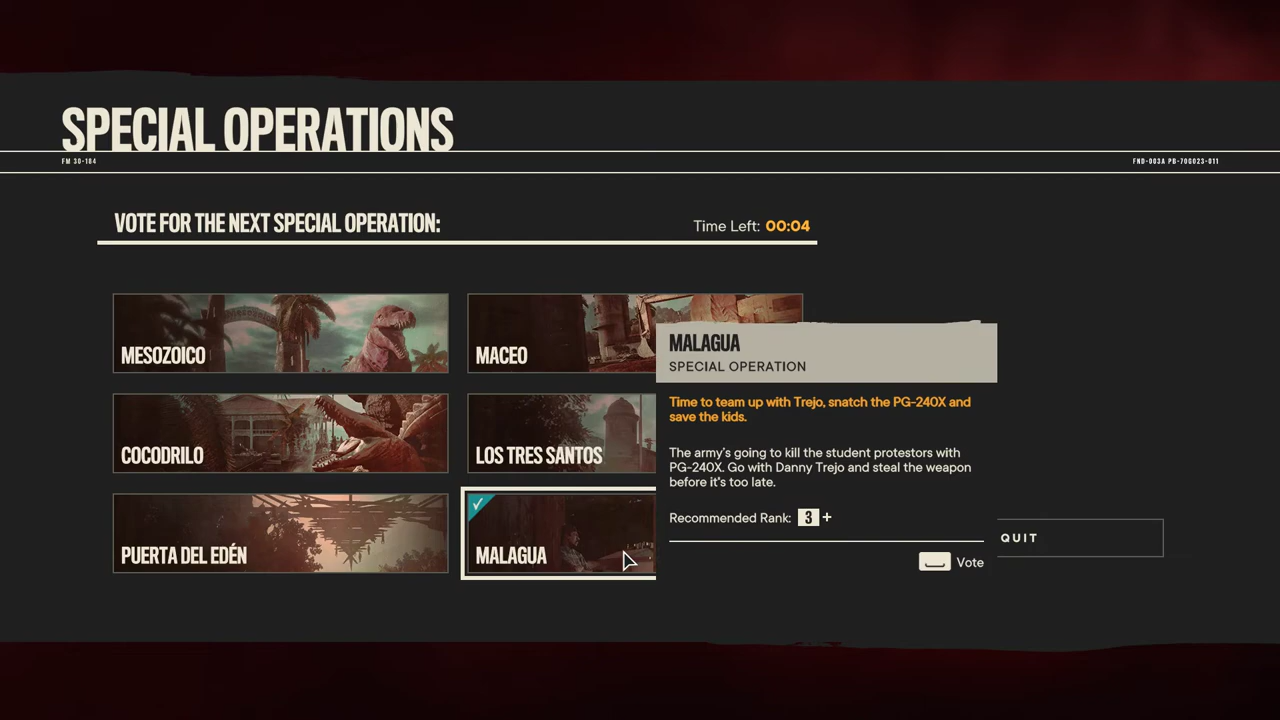 SPECIAL OPERATIONS
FM 30-184
FND-003A PB-700023-011
VOTE FOR THE NEXT SPECIAL OPERATION:
Time Left: 00:04
MESOZOICO
MACEO
COCODRILO
LOS TRES SANTOS
PUERTA DEL EDÉN
MALAGUA
MALAGUA
SPECIAL OPERATION
Time to team up with Trejo, snatch the PG-240X and
save the kids.
The army's going to kill the student protestors with
PG-240X. Go with Danny Trejo and steal the weapon
before it's too late.
Recommended Rank: 3 +
Vote
QUIT